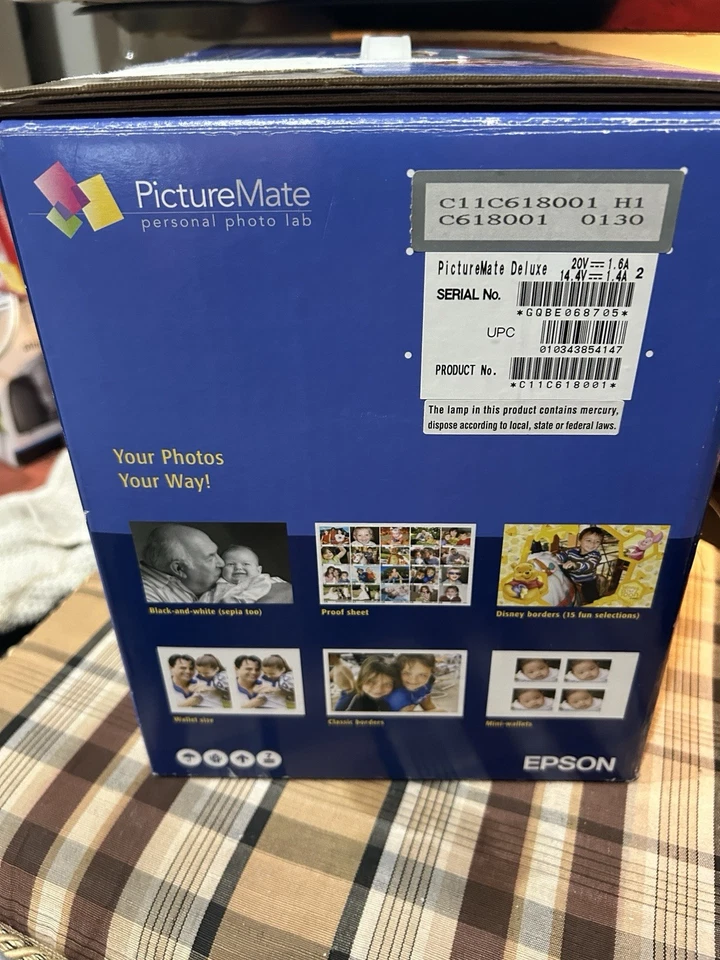 PictureMate
personal photo lab
C11C618001 H1
C618001 0130
PictureMate Deluxe 20V⎓1.6A
14.4V⎓1.4A 2
SERIAL No.
*GQBE068705*
UPC
010343854147
PRODUCT No.
*C11C618001*
The lamp in this product contains mercury,
dispose according to local, state or federal laws.
Your Photos
Your Way!
Black-and-white (sepia too)
Proof sheet
Disney borders (15 fun selections)
Wallet size
Classic borders
Mini-wallets
EPSON